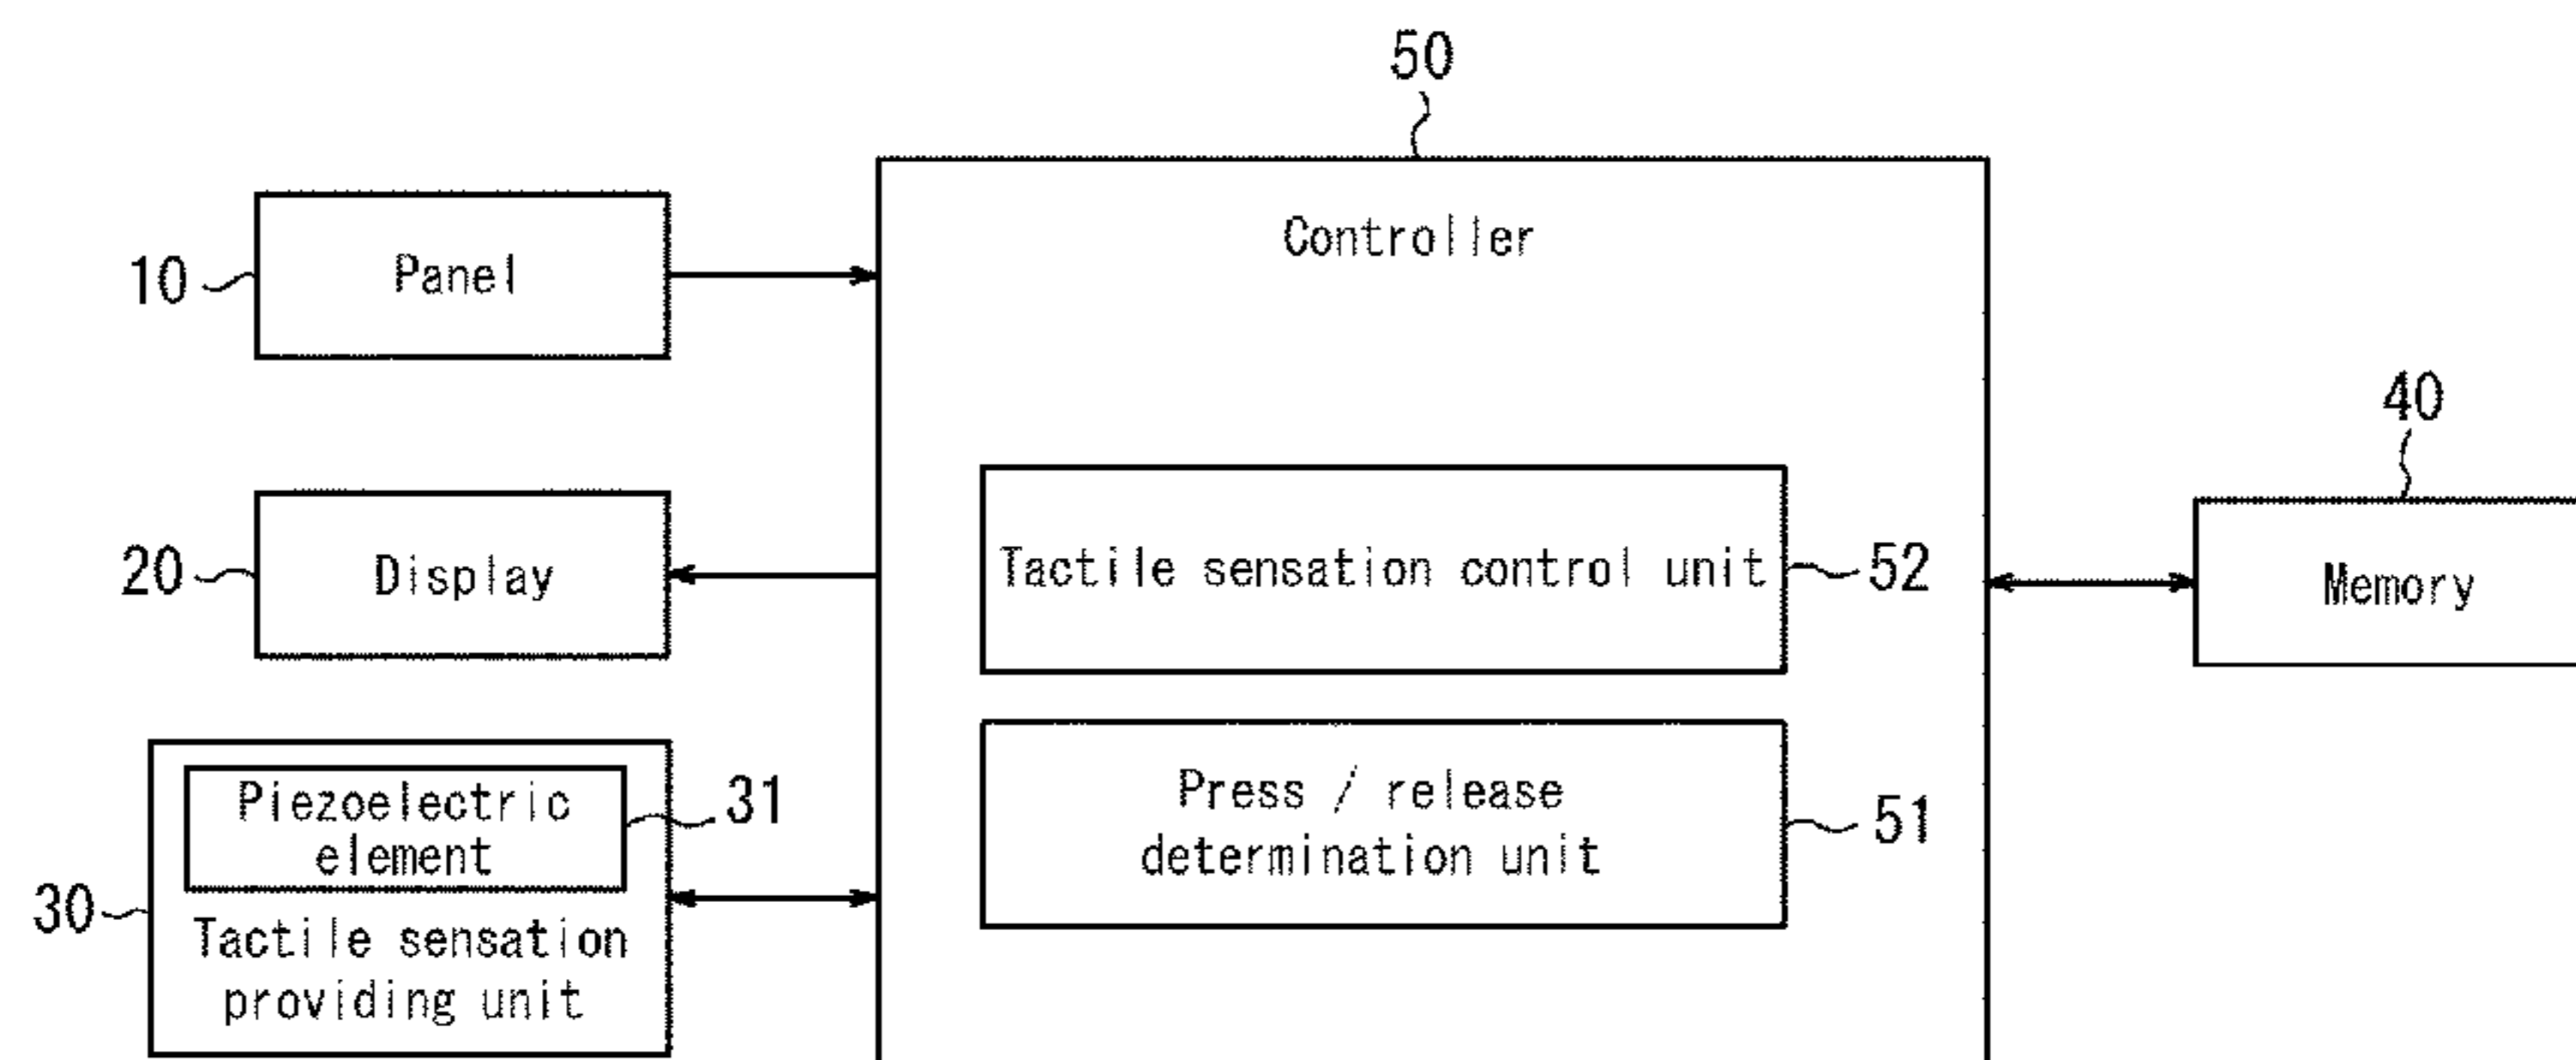 50
Controller
10
Panel
40
20
Display
Tactile sensation control unit
52
Memory
Piezoelectric
element
31
Press / release
determination unit
51
30
Tactile sensation
providing unit